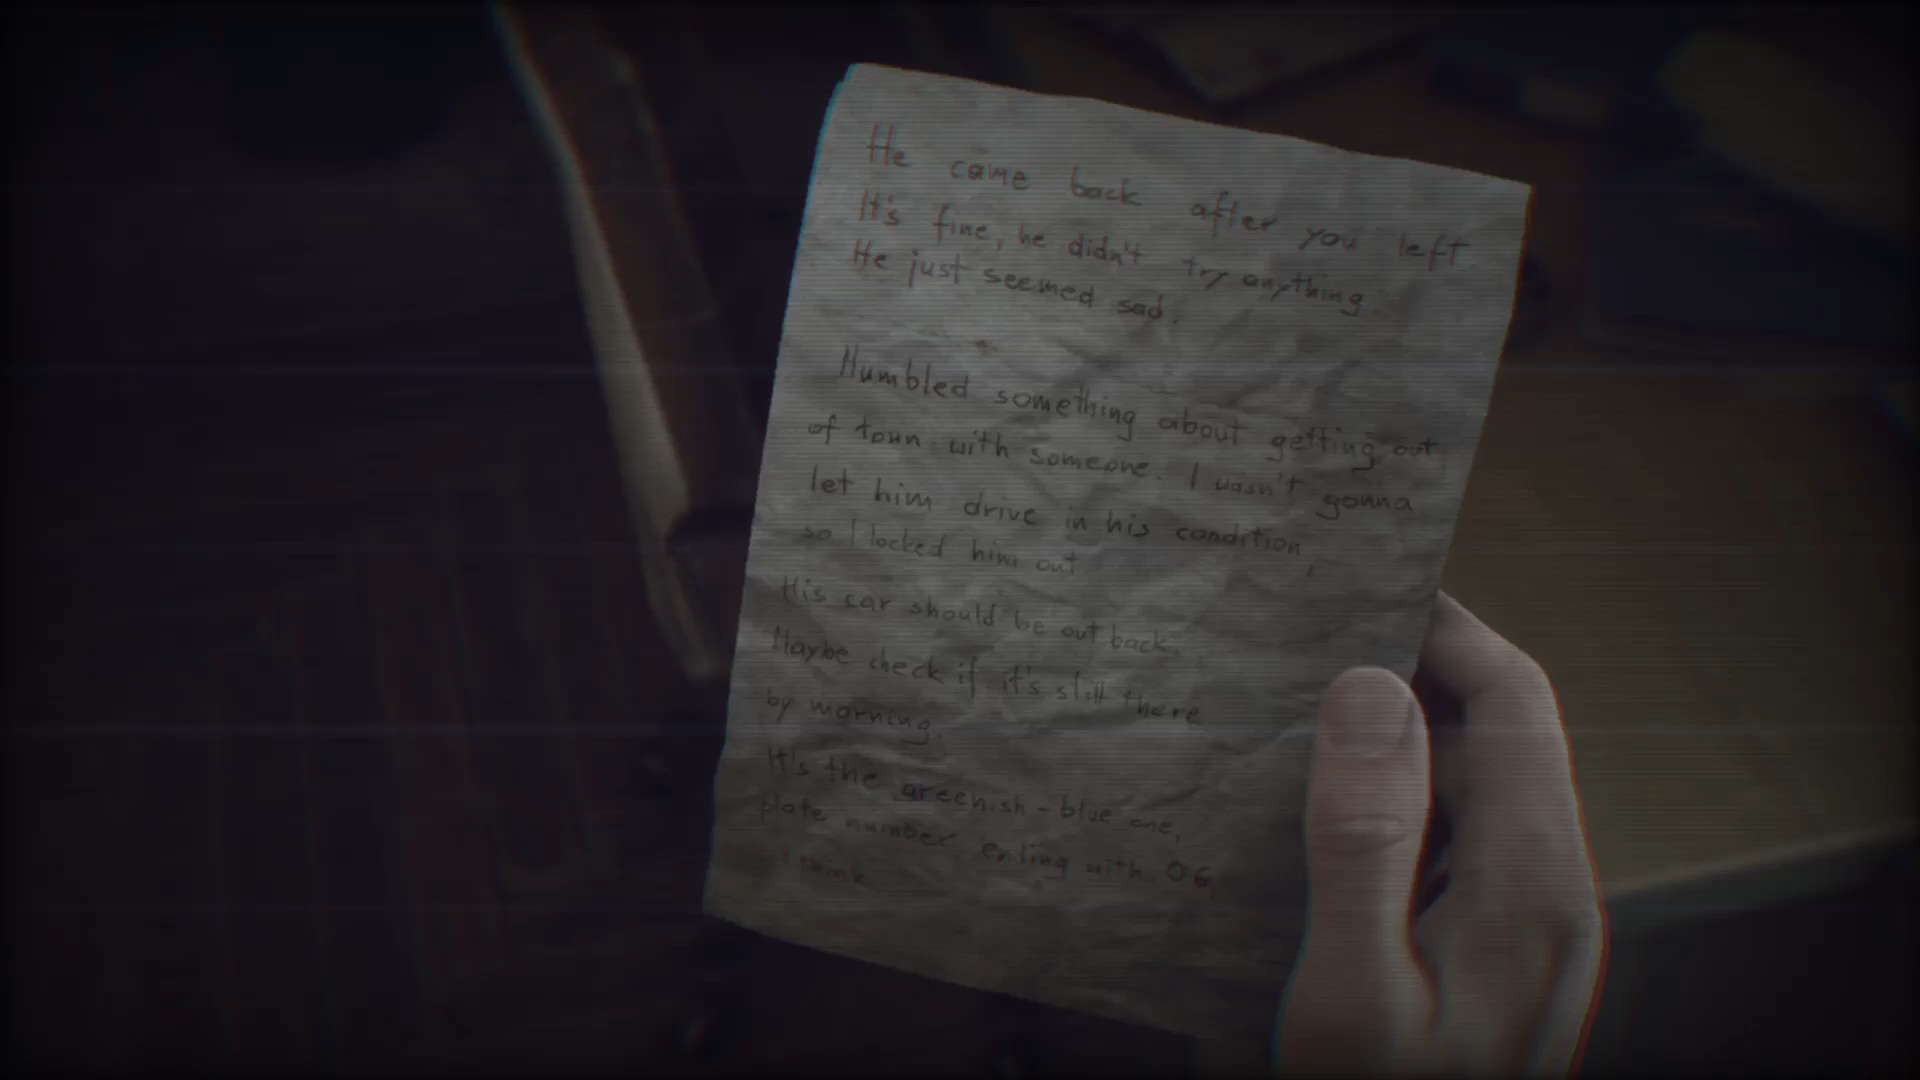 He came back after you left
It's fine, he didn't try anything.
He just seemed sad.
Mumbled something about getting out
of town with someone. I wasn't gonna
let him drive in his condition,
so I locked him out
His car should be out back.
Maybe check if it's still there
by morning.
It's the greenish-blue one,
plate number ending with 06.
I think